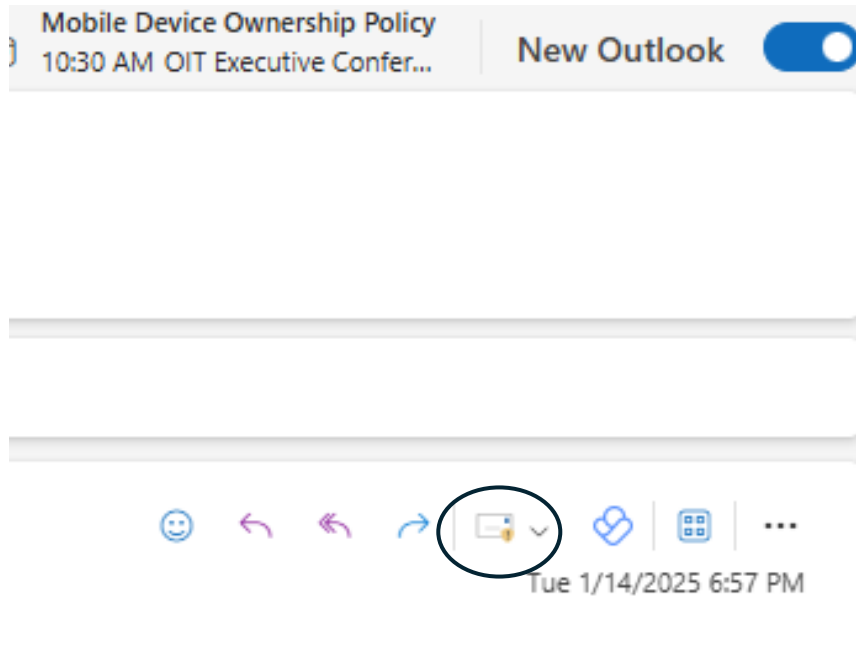 Mobile Device Ownership Policy
10:30 AM OIT Executive Confer...
New Outlook
Tue 1/14/2025 6:57 PM